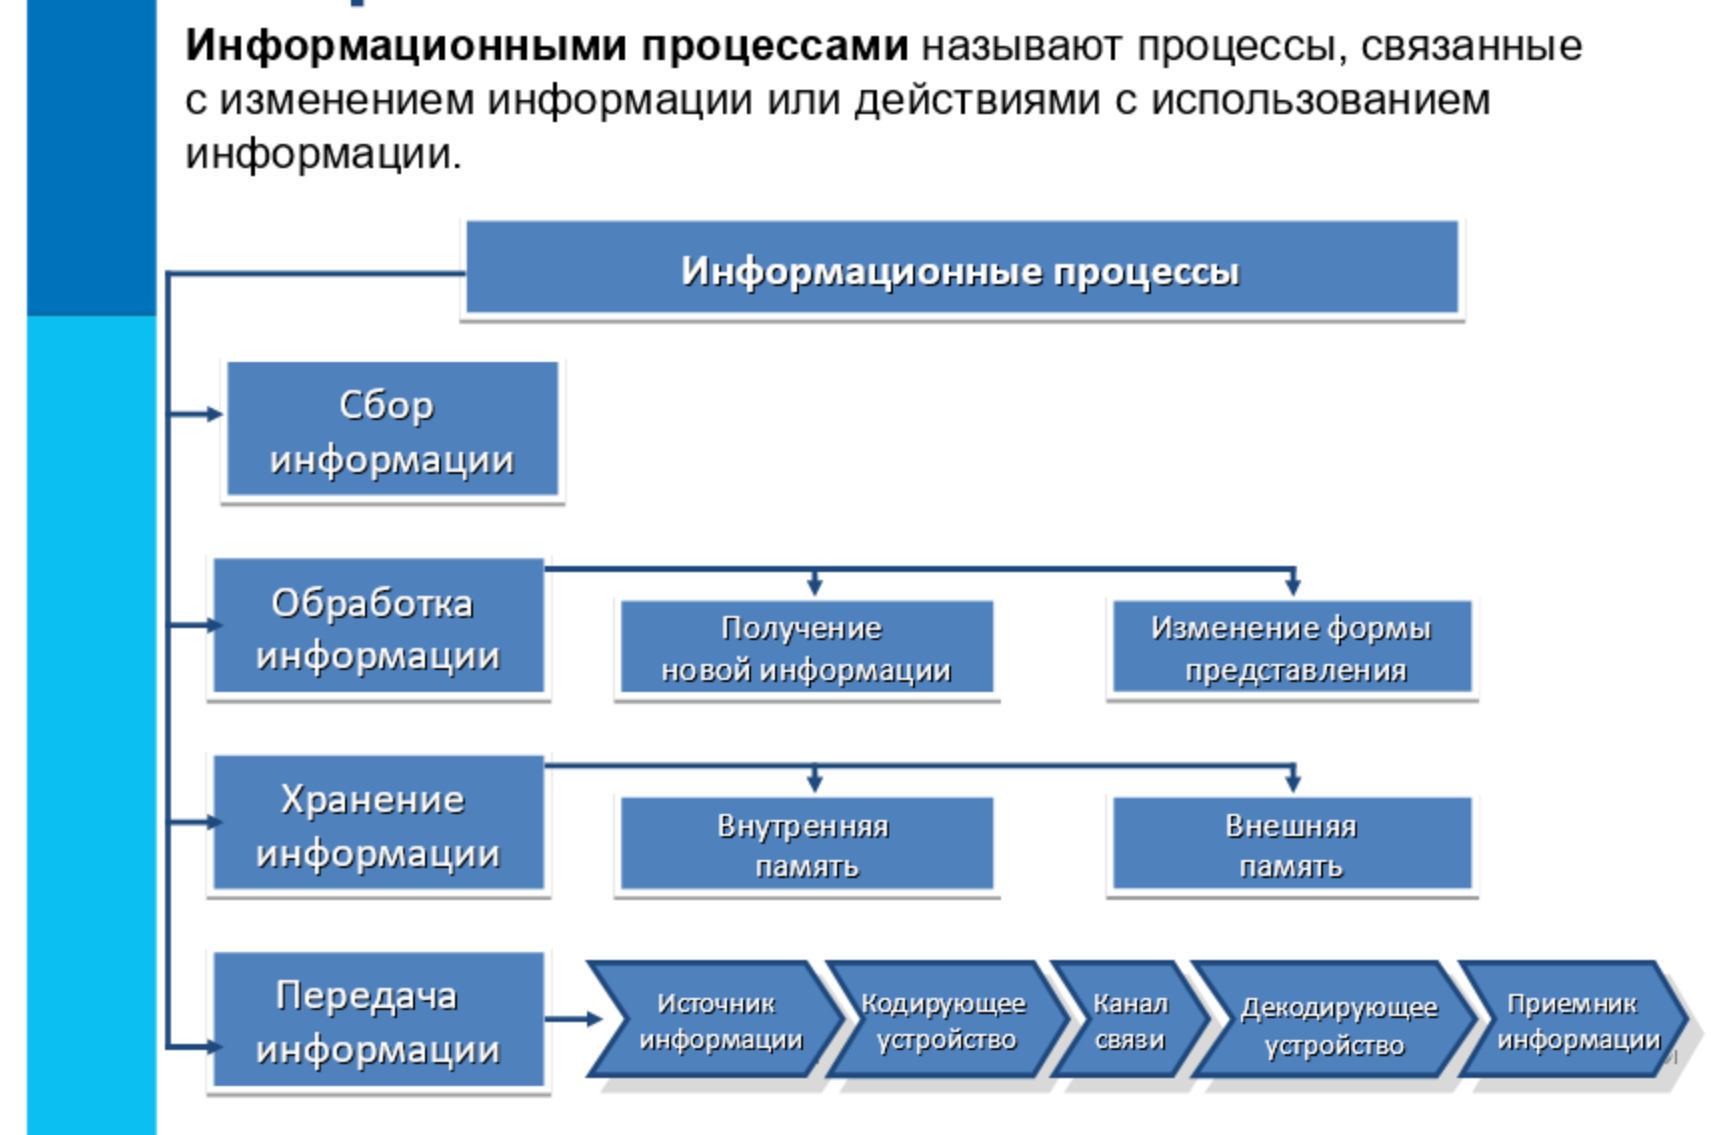 Информационными процессами называют процессы, связанные
с изменением информации или действиями с использованием
информации.
Информационные процессы
Сбор
информации
Обработка
информации
Получение
новой информации
Изменение формы
представления
Хранение
информации
Внутренняя
память
Внешняя
память
Передача
информации
Источник
информации
Кодирующее
устройство
Канал
связи
Декодирующее
устройство
Приемник
информации